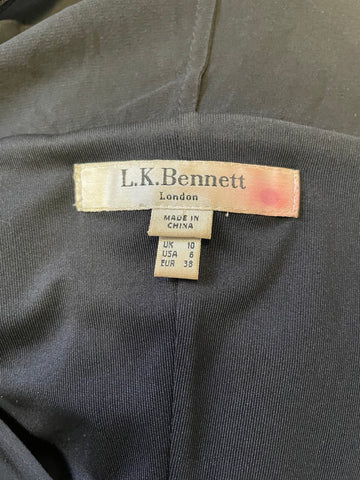 L.K.Bennett
London
MADE IN
CHINA
UK 10
USA 6
EUR 38